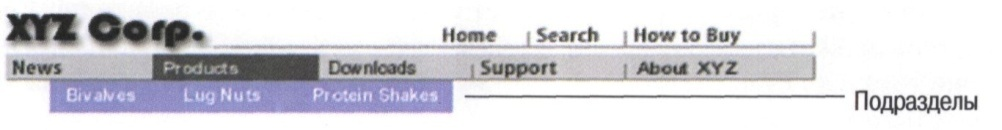 XYZ Corp.
Home Search How to Buy
News Products Downloads Support About XYZ
Bivalves Lug Nuts Protein Shakes Подразделы